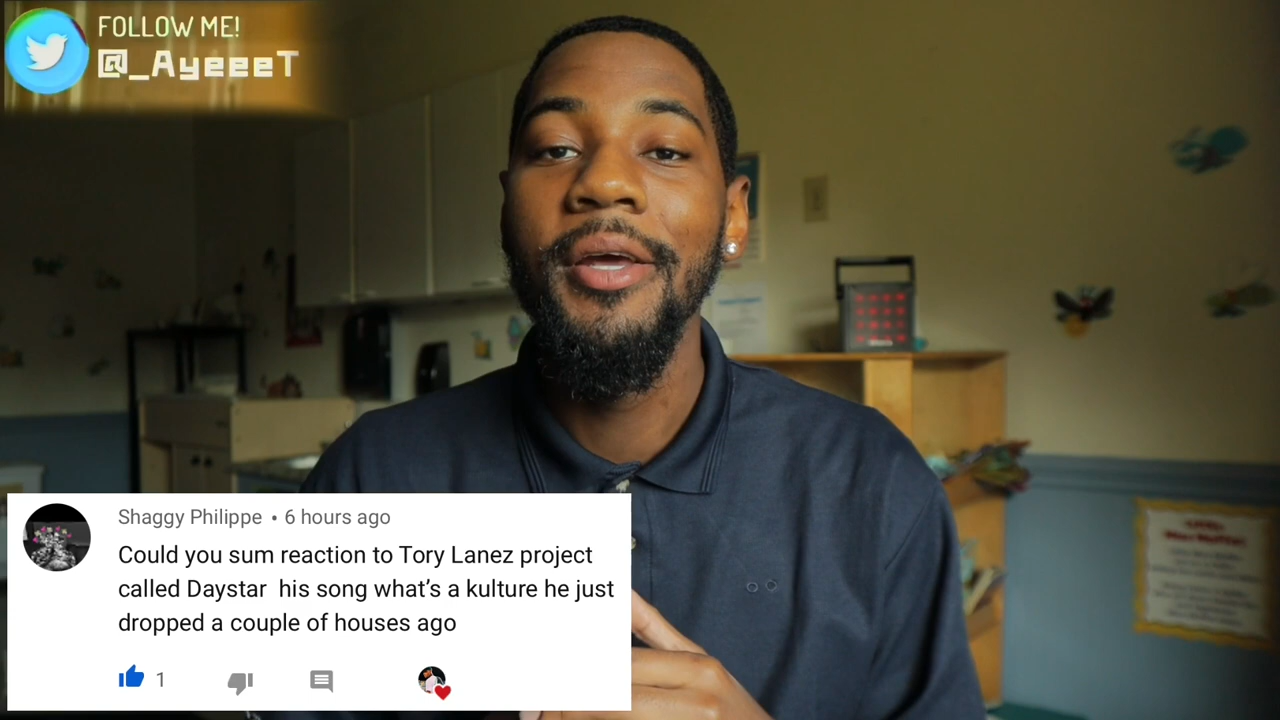 FOLLOW ME!
@_AyeeeT
Shaggy Philippe • 6 hours ago
Could you sum reaction to Tory Lanez project
called Daystar  his song what's a kulture he just
dropped a couple of houses ago
1